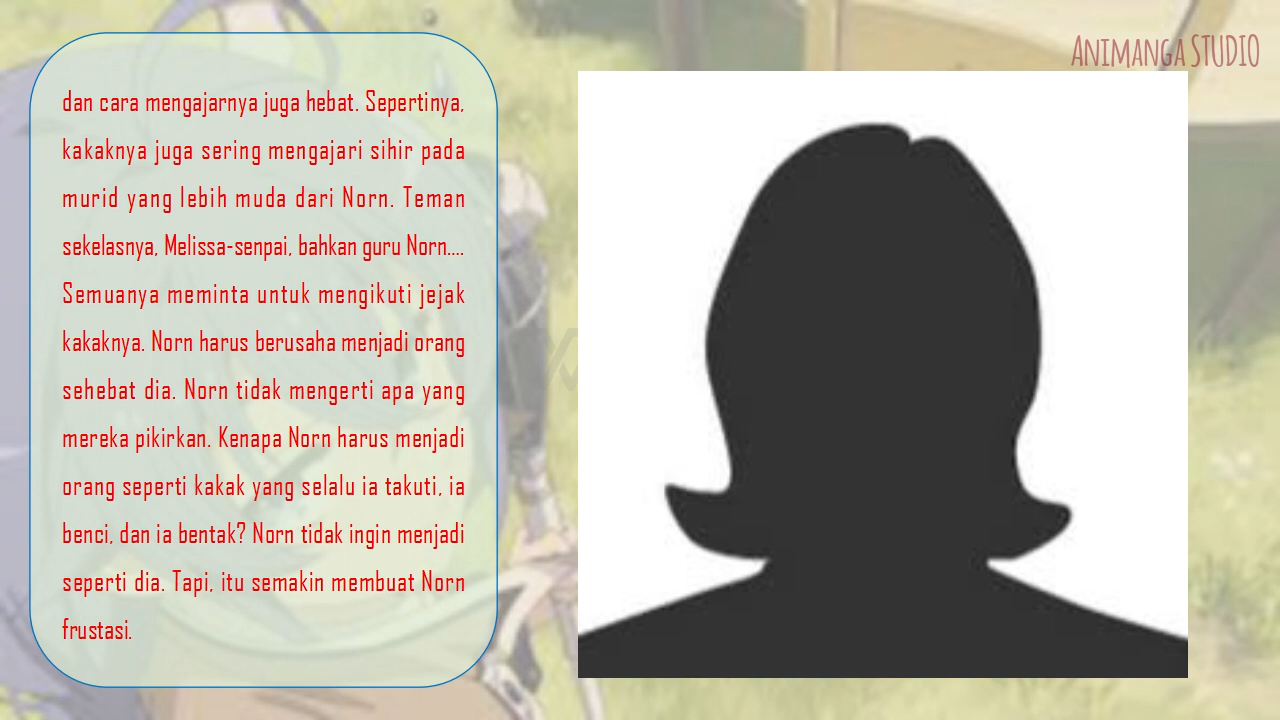 ANIMANGA STUDIO
dan cara mengajarnya juga hebat. Sepertinya,
kakaknya juga sering mengajari sihir pada
murid yang lebih muda dari Norn. Teman
sekelasnya, Melissa-senpai, bahkan guru Norn....
Semuanya meminta untuk mengikuti jejak
kakaknya. Norn harus berusaha menjadi orang
sehebat dia. Norn tidak mengerti apa yang
mereka pikirkan. Kenapa Norn harus menjadi
orang seperti kakak yang selalu ia takuti, ia
benci, dan ia bentak? Norn tidak ingin menjadi
seperti dia. Tapi, itu semakin membuat Norn
frustasi.